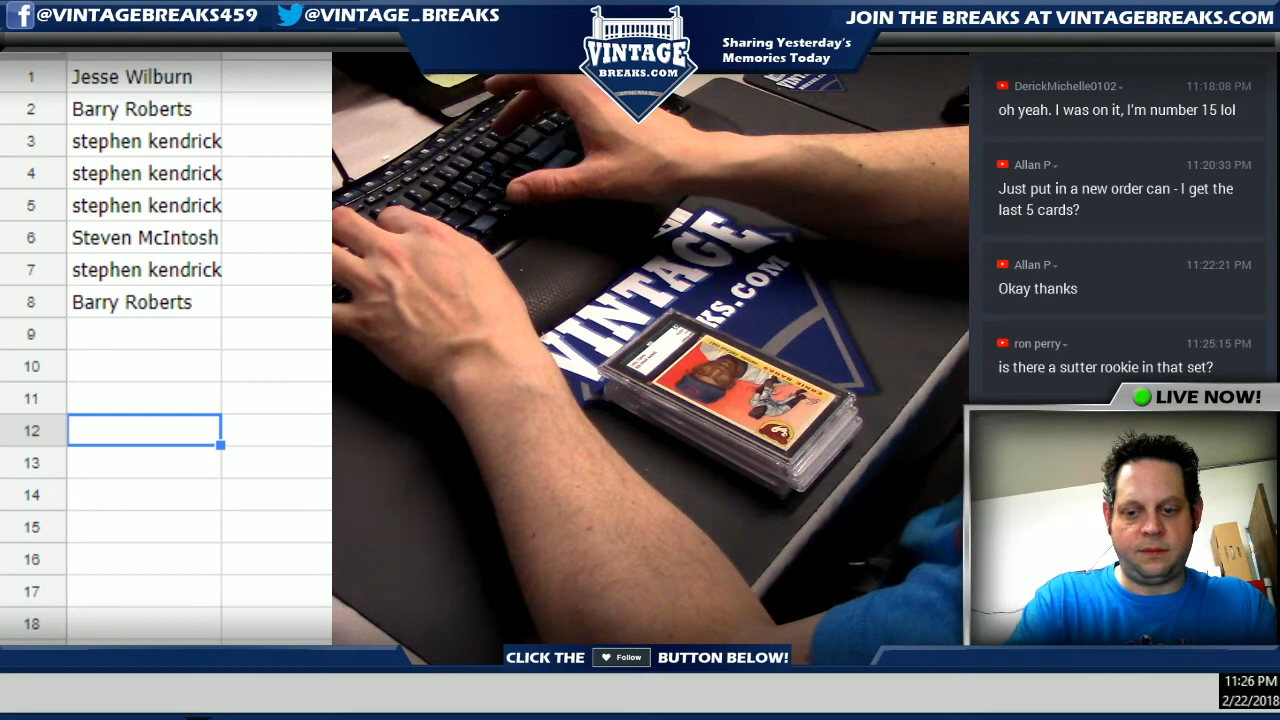 @VINTAGEBREAKS459
@VINTAGE_BREAKS
VINTAGE
BREAKS.COM
Sharing Yesterday's
Memories Today
JOIN THE BREAKS AT VINTAGEBREAKS.COM
1 Jesse Wilburn
2 Barry Roberts
3 stephen kendrick
4 stephen kendrick
5 stephen kendrick
6 Steven McIntosh
7 stephen kendrick
8 Barry Roberts
9
10
11
12
13
14
15
16
17
18
VINTAGE
KS.COM
ERNIE BANKS
DerickMichelle0102 11:18:08 PM
oh yeah. I was on it, I'm number 15 lol
Allan P 11:20:33 PM
Just put in a new order can - I get the
last 5 cards?
Allan P 11:22:21 PM
Okay thanks
ron perry 11:25:15 PM
is there a sutter rookie in that set?
LIVE NOW!
CLICK THE Follow BUTTON BELOW!
11:26 PM
2/22/2018